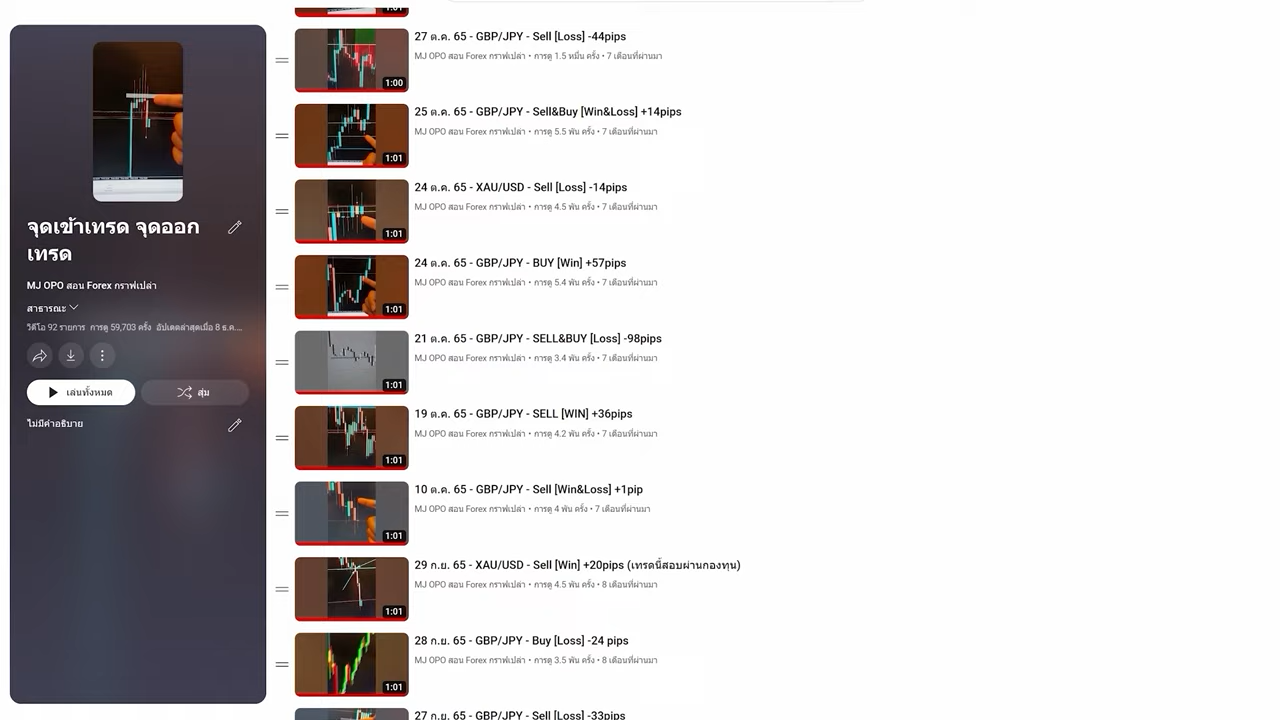 จุดเข้าเทรด จุดออก
เทรด
MJ OPO สอน Forex กราฟเปล่า
สาธารณะ
วิดีโอ 92 รายการ การดู 59,703 ครั้ง อัปเดตล่าสุดเมื่อ 8 ธ.ค....
เล่นทั้งหมด
สุ่ม
ไม่มีคำอธิบาย
1:01
27 ต.ค. 65 - GBP/JPY - Sell [Loss] -44pips
MJ OPO สอน Forex กราฟเปล่า • การดู 1.5 หมื่น ครั้ง • 7 เดือนที่ผ่านมา
1:00
25 ต.ค. 65 - GBP/JPY - Sell&Buy [Win&Loss] +14pips
MJ OPO สอน Forex กราฟเปล่า • การดู 5.5 พัน ครั้ง • 7 เดือนที่ผ่านมา
1:01
24 ต.ค. 65 - XAU/USD - Sell [Loss] -14pips
MJ OPO สอน Forex กราฟเปล่า • การดู 4.5 พัน ครั้ง • 7 เดือนที่ผ่านมา
1:01
24 ต.ค. 65 - GBP/JPY - BUY [Win] +57pips
MJ OPO สอน Forex กราฟเปล่า • การดู 5.4 พัน ครั้ง • 7 เดือนที่ผ่านมา
1:01
21 ต.ค. 65 - GBP/JPY - SELL&BUY [Loss] -98pips
MJ OPO สอน Forex กราฟเปล่า • การดู 3.4 พัน ครั้ง • 7 เดือนที่ผ่านมา
1:01
19 ต.ค. 65 - GBP/JPY - SELL [WIN] +36pips
MJ OPO สอน Forex กราฟเปล่า • การดู 4.2 พัน ครั้ง • 7 เดือนที่ผ่านมา
1:01
10 ต.ค. 65 - GBP/JPY - Sell [Win&Loss] +1pip
MJ OPO สอน Forex กราฟเปล่า • การดู 4 พัน ครั้ง • 7 เดือนที่ผ่านมา
1:01
29 ก.ย. 65 - XAU/USD - Sell [Win] +20pips (เทรดนี้สอบผ่านกองทุน)
MJ OPO สอน Forex กราฟเปล่า • การดู 4.5 พัน ครั้ง • 8 เดือนที่ผ่านมา
1:01
28 ก.ย. 65 - GBP/JPY - Buy [Loss] -24 pips
MJ OPO สอน Forex กราฟเปล่า • การดู 3.5 พัน ครั้ง • 8 เดือนที่ผ่านมา
1:01
27 ก.ย. 65 - GBP/JPY - Sell [Loss] -33pips